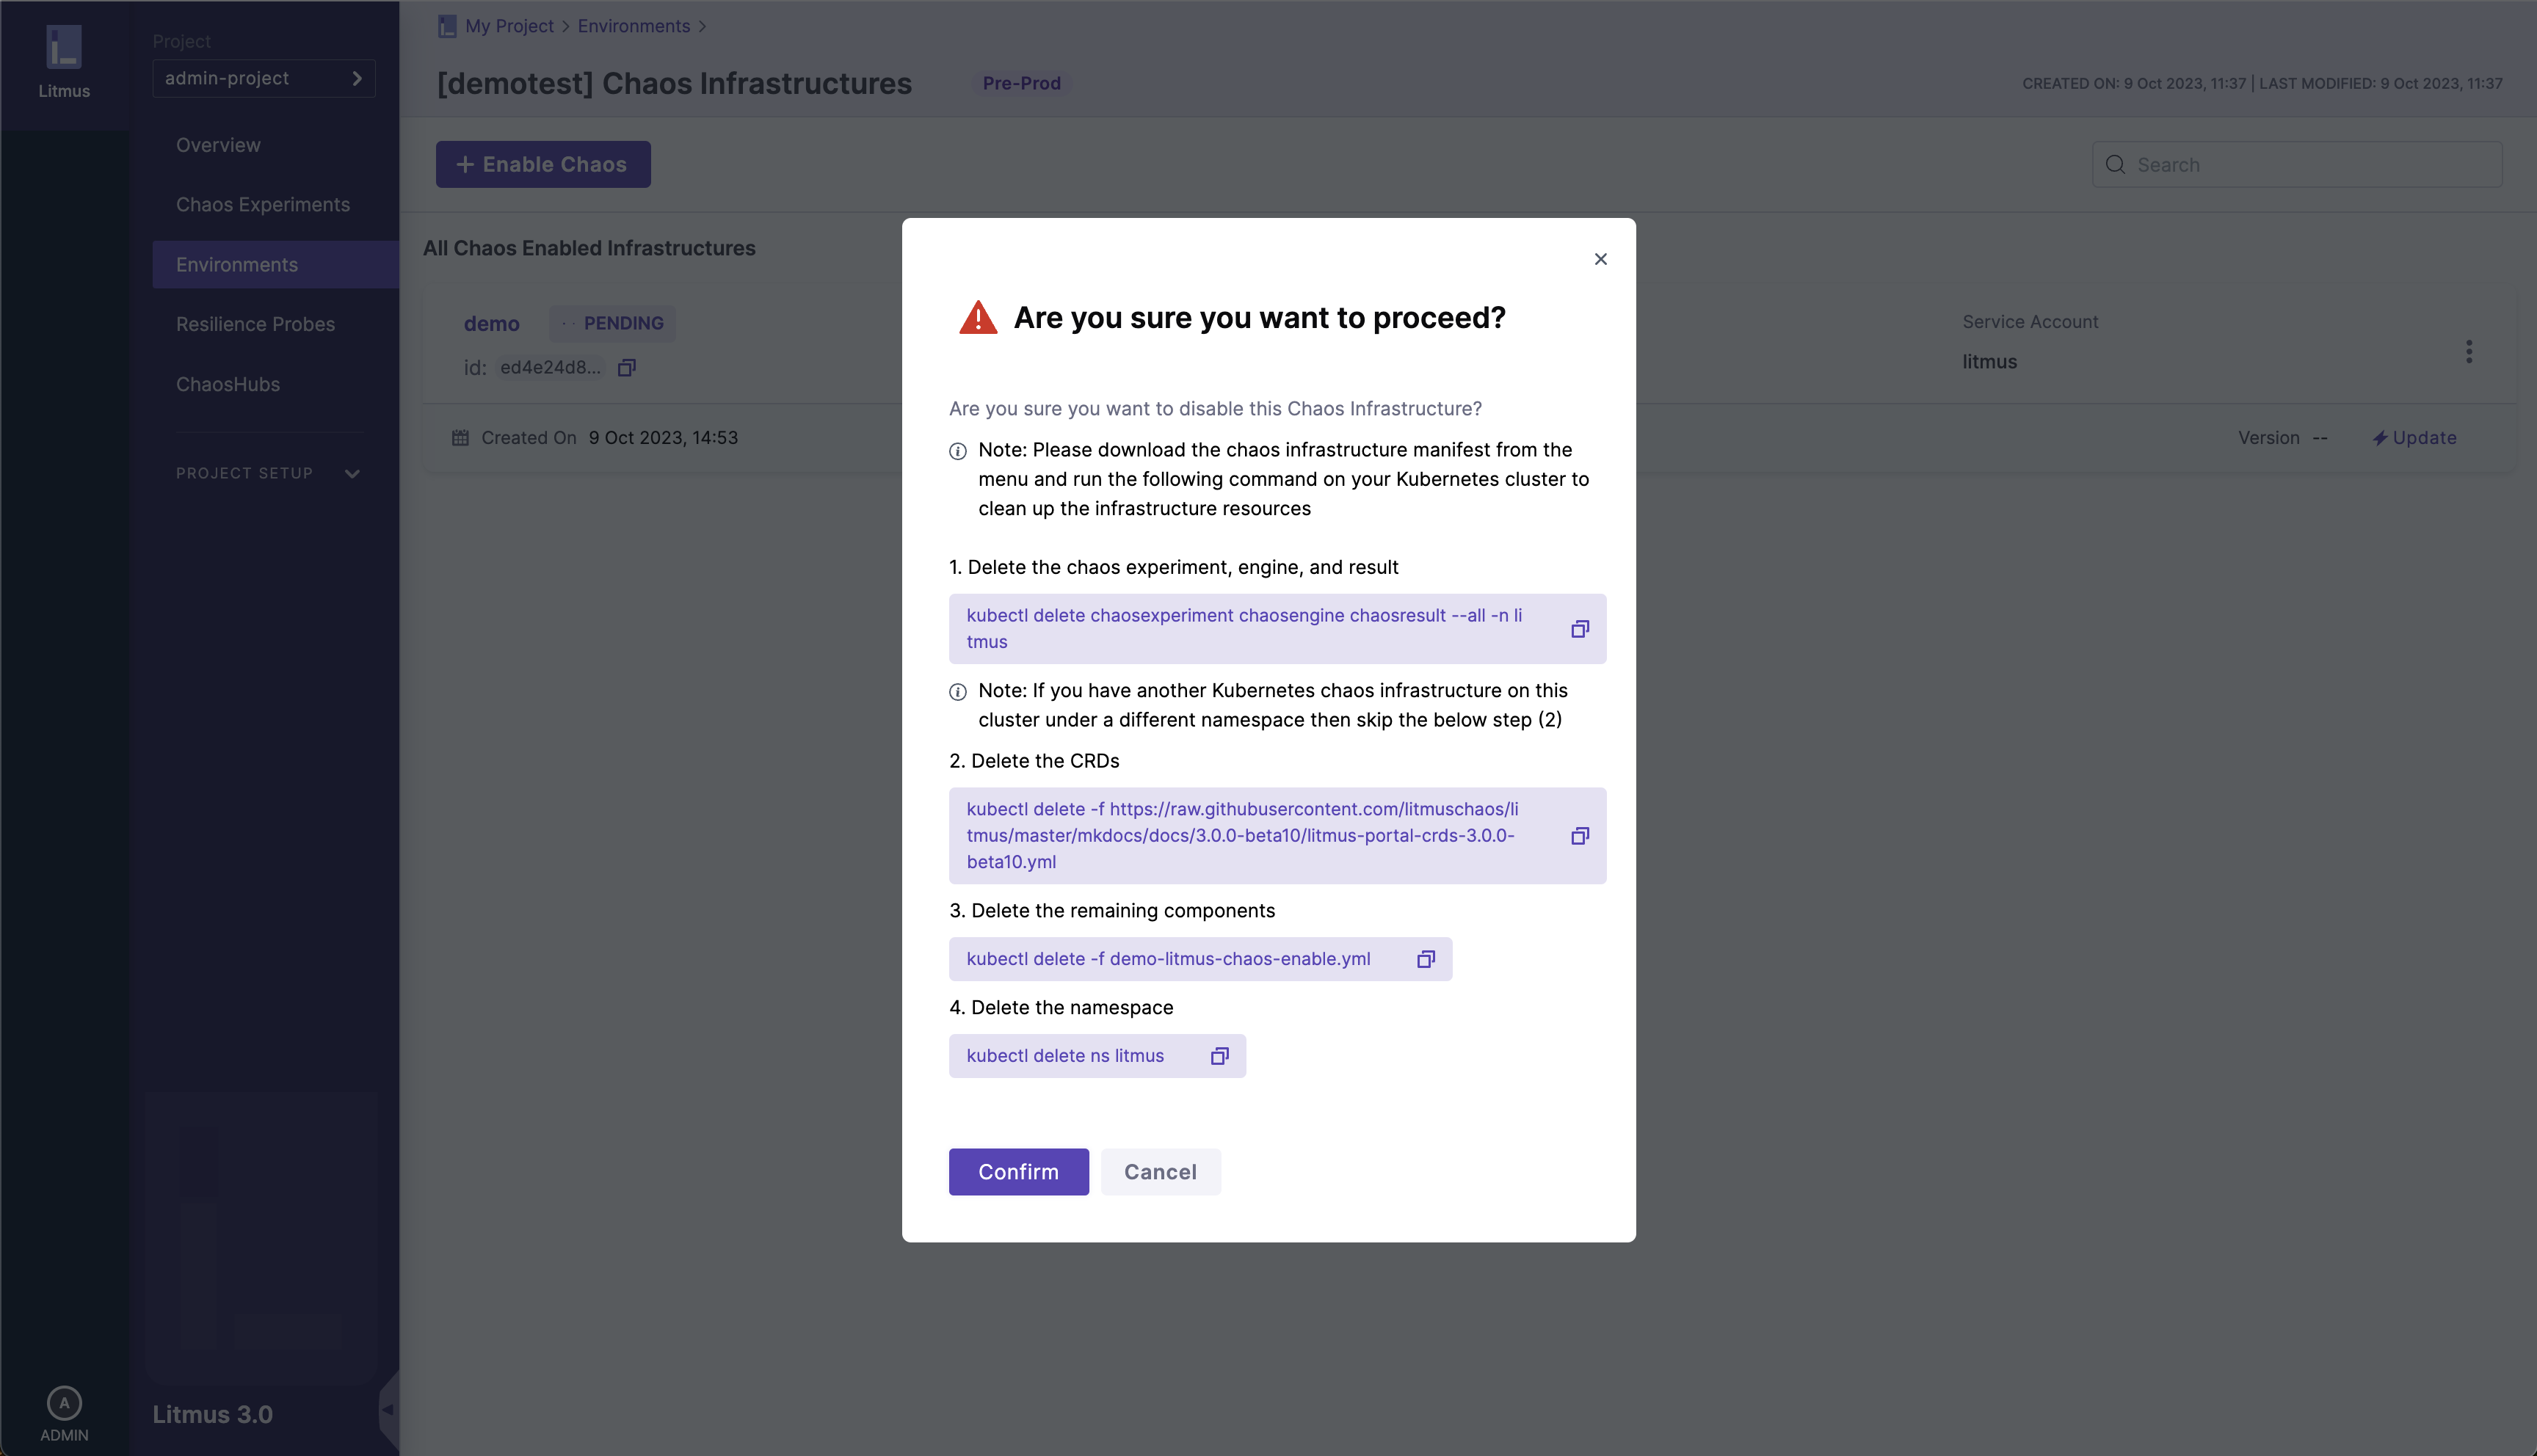 Litmus
Project
admin-project
Overview
Chaos Experiments
Environments
Resilience Probes
ChaosHubs
PROJECT SETUP
Litmus 3.0
A
ADMIN
My Project > Environments >
[demotest] Chaos Infrastructures Pre-Prod
CREATED ON: 9 Oct 2023, 11:37 | LAST MODIFIED: 9 Oct 2023, 11:37
+ Enable Chaos
Search
All Chaos Enabled Infrastructures
demo PENDING
id: ed4e24d8...
Service Account
litmus
Created On 9 Oct 2023, 14:53
Version --
Update
Are you sure you want to proceed?
Are you sure you want to disable this Chaos Infrastructure?
Note: Please download the chaos infrastructure manifest from the
menu and run the following command on your Kubernetes cluster to
clean up the infrastructure resources
1. Delete the chaos experiment, engine, and result
kubectl delete chaosexperiment chaosengine chaosresult --all -n li
tmus
Note: If you have another Kubernetes chaos infrastructure on this
cluster under a different namespace then skip the below step (2)
2. Delete the CRDs
kubectl delete -f https://raw.githubusercontent.com/litmuschaos/li
tmus/master/mkdocs/docs/3.0.0-beta10/litmus-portal-crds-3.0.0-
beta10.yml
3. Delete the remaining components
kubectl delete -f demo-litmus-chaos-enable.yml
4. Delete the namespace
kubectl delete ns litmus
Confirm
Cancel